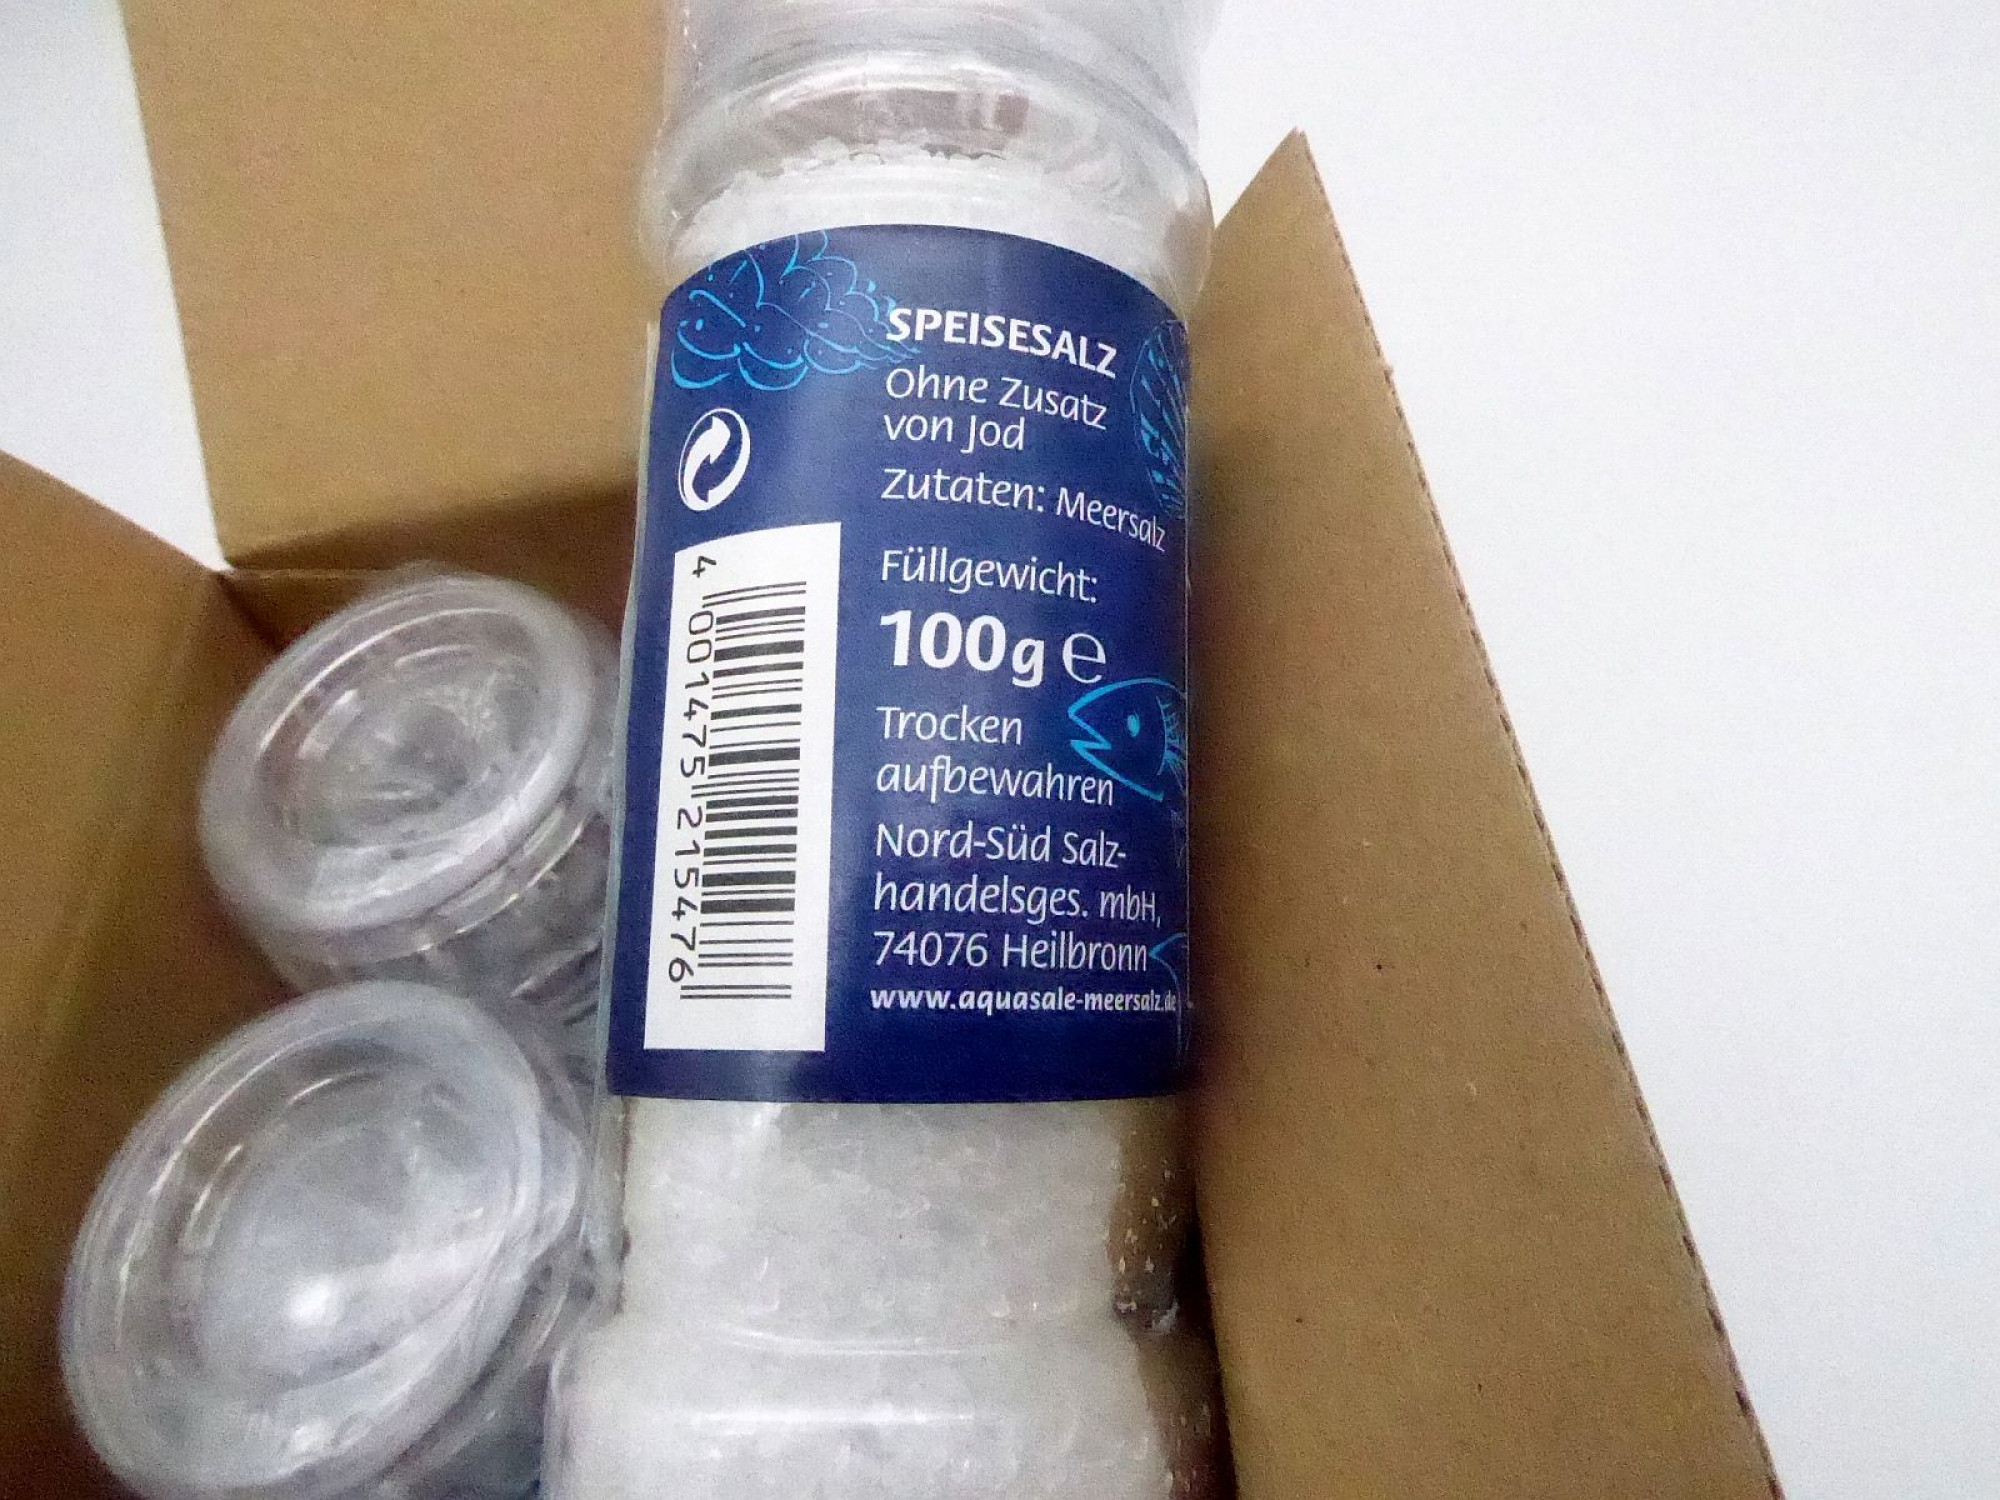 SPEISESALZ
Ohne Zusatz
von Jod
Zutaten: Meersalz
Füllgewicht:
100g ℮
Trocken
aufbewahren
Nord-Süd Salz-
handelsges. mbH,
74076 Heilbronn
www.aquasale-meersalz.de
4 001475 215476